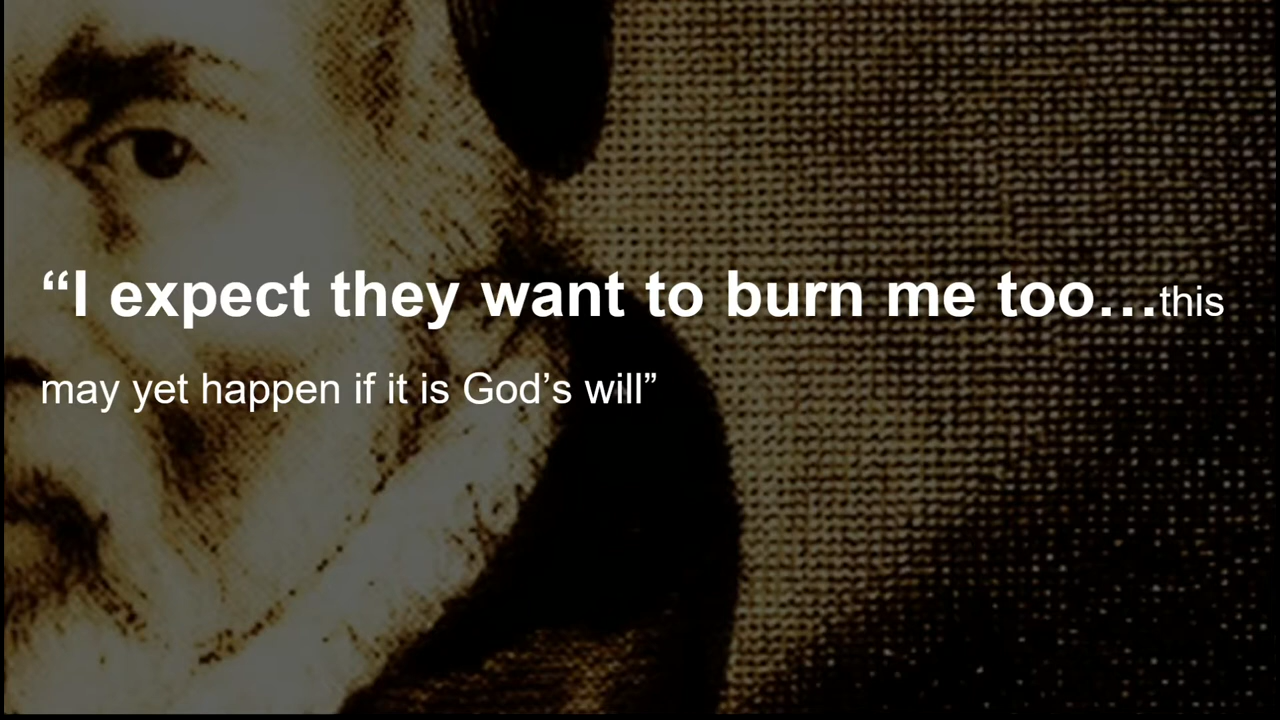 “I expect they want to burn me too…this
may yet happen if it is God’s will”